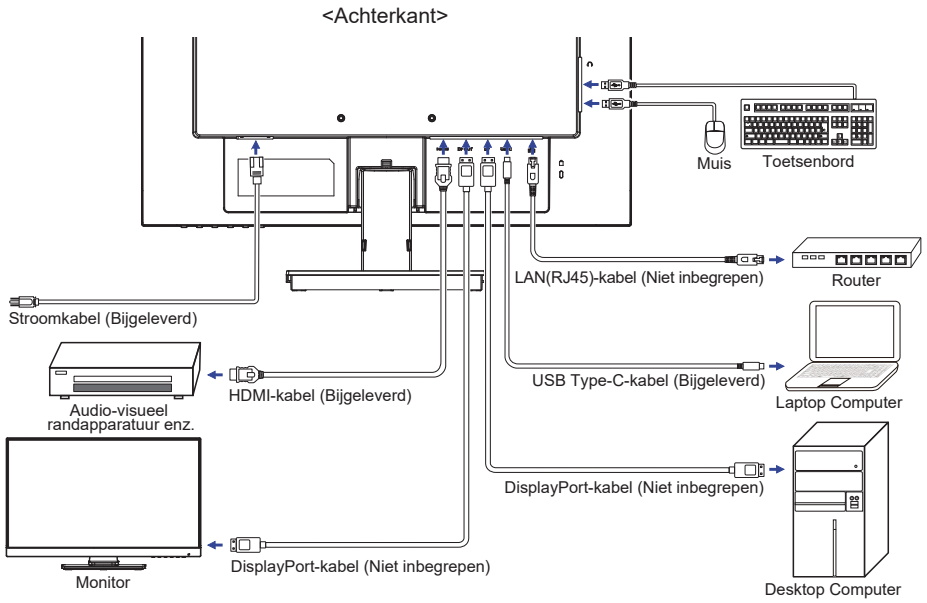 <Achterkant>
Muis
Toetsenbord
LAN(RJ45)-kabel (Niet inbegrepen)
Router
Stroomkabel (Bijgeleverd)
HDMI-kabel (Bijgeleverd)
USB Type-C-kabel (Bijgeleverd)
Laptop Computer
Audio-visueel
randapparatuur enz.
DisplayPort-kabel (Niet inbegrepen)
DisplayPort-kabel (Niet inbegrepen)
Monitor
Desktop Computer